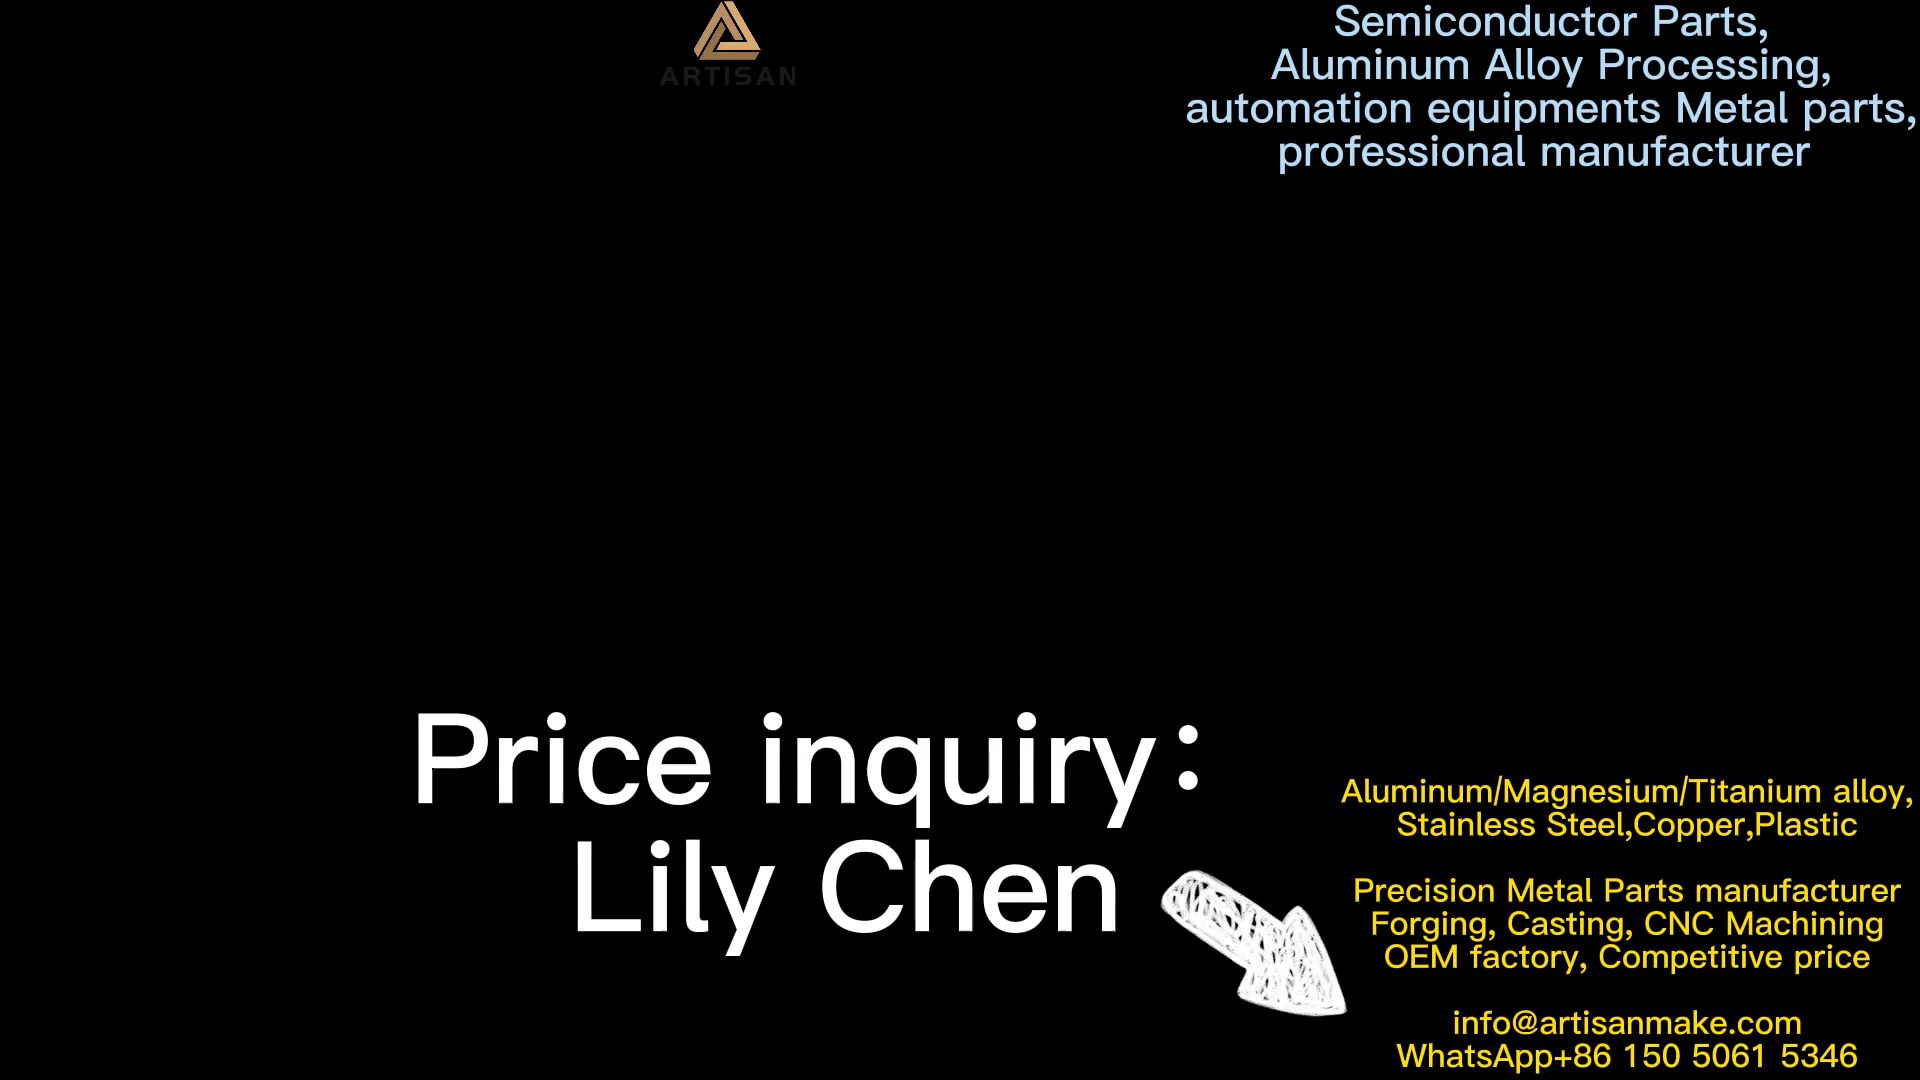 ARTISAN
Semiconductor Parts,
Aluminum Alloy Processing,
automation equipments Metal parts,
professional manufacturer
Price inquiry:
Lily Chen
Aluminum/Magnesium/Titanium alloy,
Stainless Steel,Copper,Plastic
Precision Metal Parts manufacturer
Forging, Casting, CNC Machining
OEM factory, Competitive price
info@artisanmake.com
WhatsApp+86 150 5061 5346